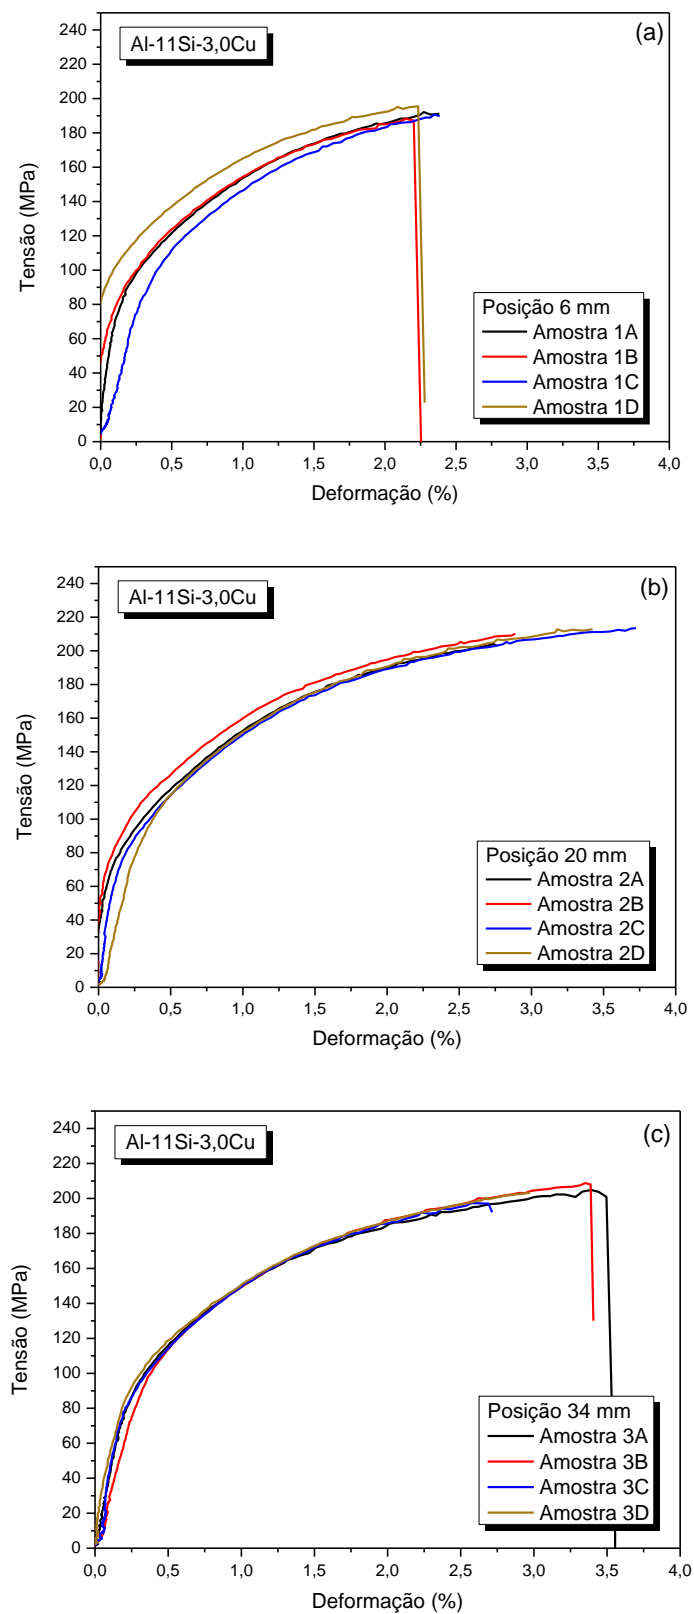 Al-11Si-3,0Cu
(a)
240
220
200
180
160
140
120
100
80
60
40
20
0
Tensão (MPa)
Posição 6 mm
Amostra 1A
Amostra 1B
Amostra 1C
Amostra 1D
0,0 0,5 1,0 1,5 2,0 2,5 3,0 3,5 4,0
Deformação (%)
Al-11Si-3,0Cu
(b)
240
220
200
180
160
140
120
100
80
60
40
20
0
Tensão (MPa)
Posição 20 mm
Amostra 2A
Amostra 2B
Amostra 2C
Amostra 2D
0,0 0,5 1,0 1,5 2,0 2,5 3,0 3,5 4,0
Deformação (%)
Al-11Si-3,0Cu
(c)
240
220
200
180
160
140
120
100
80
60
40
20
0
Tensão (MPa)
Posição 34 mm
Amostra 3A
Amostra 3B
Amostra 3C
Amostra 3D
0,0 0,5 1,0 1,5 2,0 2,5 3,0 3,5 4,0
Deformação (%)